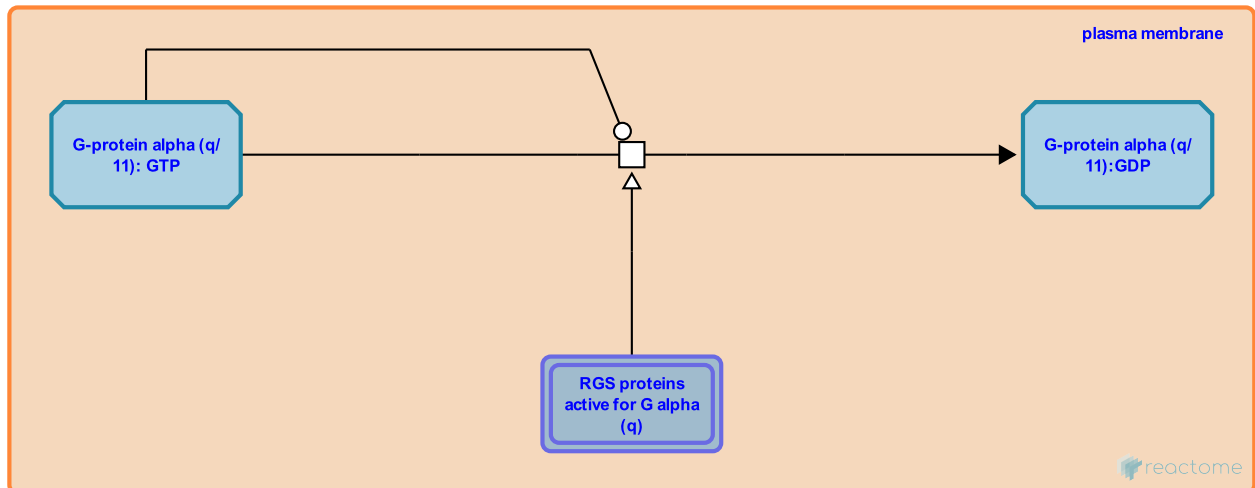 plasma membrane
G-protein alpha (q/
11): GTP
G-protein alpha (q/
11):GDP
RGS proteins
active for G alpha
(q)
reactome